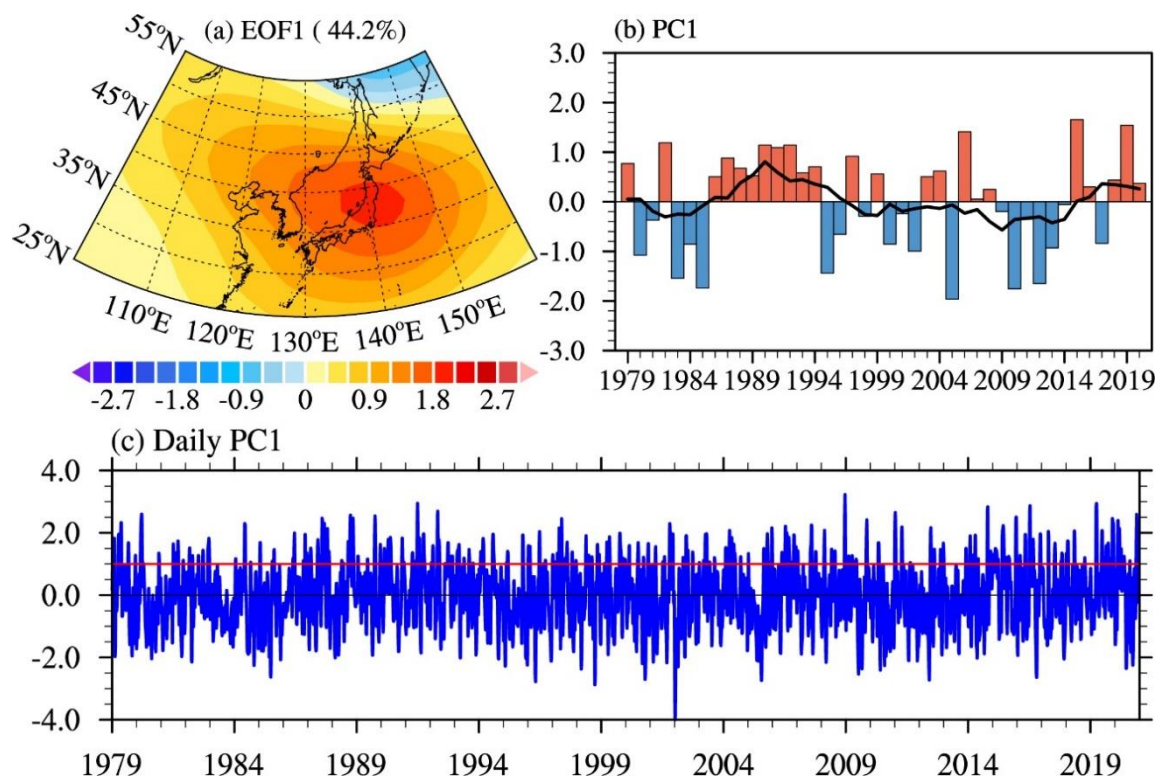 (a) EOF1 ( 44.2%)
55°N
45°N
35°N
25°N
110°E
120°E
130°E
140°E
150°E
-2.7 -1.8 -0.9 0 0.9 1.8 2.7
(b) PC1
3.0
2.0
1.0
0.0
-1.0
-2.0
-3.0
1979 1984 1989 1994 1999 2004 2009 2014 2019
(c) Daily PC1
4.0
2.0
0.0
-2.0
-4.0
1979 1984 1989 1994 1999 2004 2009 2014 2019